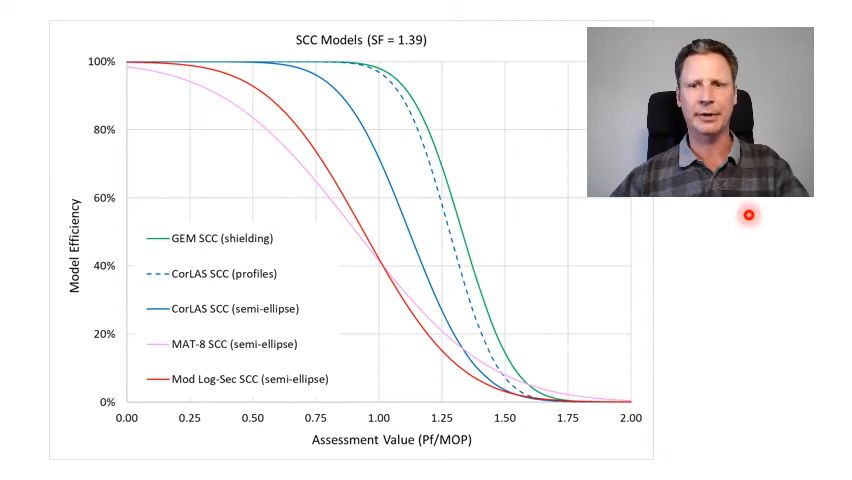 SCC Models (SF = 1.39)
100%
80%
60%
40%
20%
0%
Model Efficiency
GEM SCC (shielding)
CorLAS SCC (profiles)
CorLAS SCC (semi-ellipse)
MAT-8 SCC (semi-ellipse)
Mod Log-Sec SCC (semi-ellipse)
0.00 0.25 0.50 0.75 1.00 1.25 1.50 1.75 2.00
Assessment Value (Pf/MOP)